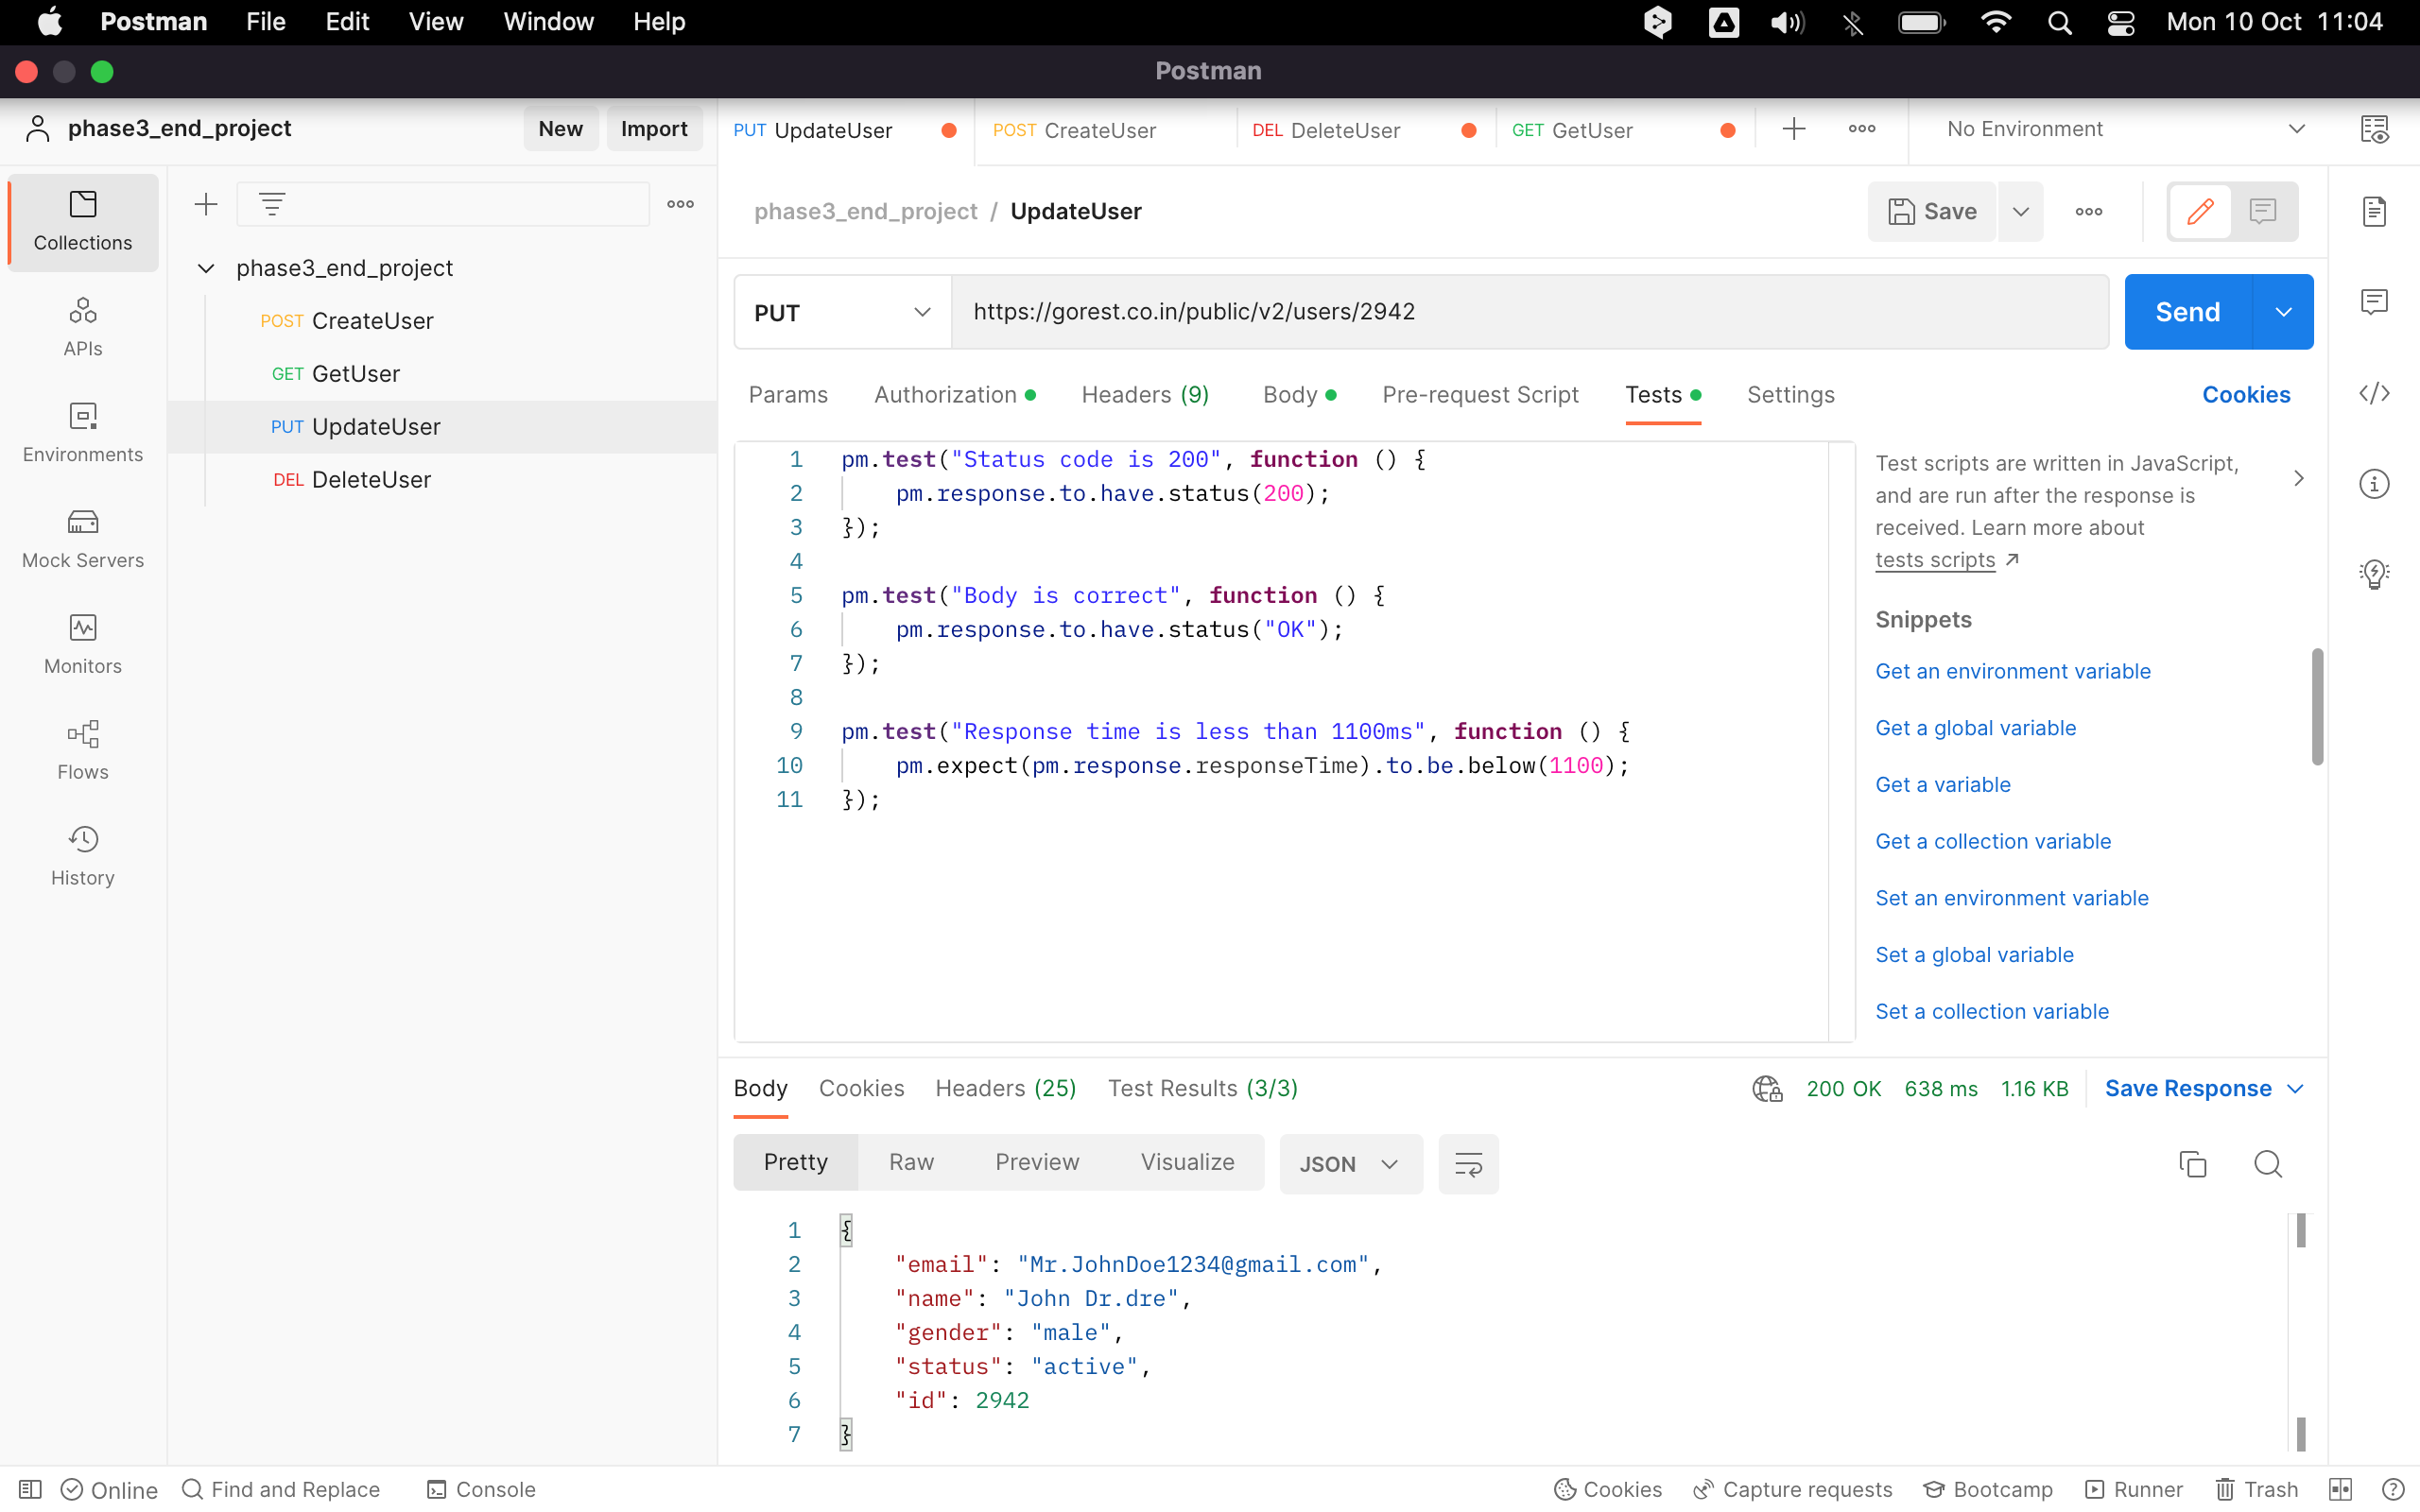 Postman File Edit View Window Help Mon 10 Oct 11:04
Postman
phase3_end_project New Import
PUT UpdateUser POST CreateUser DEL DeleteUser GET GetUser No Environment
Collections
APIs
Environments
Mock Servers
Monitors
Flows
History
phase3_end_project
POST CreateUser
GET GetUser
PUT UpdateUser
DEL DeleteUser
phase3_end_project / UpdateUser Save
PUT https://gorest.co.in/public/v2/users/2942 Send
Params Authorization Headers (9) Body Pre-request Script Tests Settings Cookies
1 pm.test("Status code is 200", function () {
2 pm.response.to.have.status(200);
3 });
4
5 pm.test("Body is correct", function () {
6 pm.response.to.have.status("OK");
7 });
8
9 pm.test("Response time is less than 1100ms", function () {
10 pm.expect(pm.response.responseTime).to.be.below(1100);
11 });
Test scripts are written in JavaScript,
and are run after the response is
received. Learn more about
tests scripts
Snippets
Get an environment variable
Get a global variable
Get a variable
Get a collection variable
Set an environment variable
Set a global variable
Set a collection variable
Body Cookies Headers (25) Test Results (3/3) 200 OK 638 ms 1.16 KB Save Response
Pretty Raw Preview Visualize JSON
1 {
2 "email": "Mr.JohnDoe1234@gmail.com",
3 "name": "John Dr.dre",
4 "gender": "male",
5 "status": "active",
6 "id": 2942
7 }
Online Find and Replace Console Cookies Capture requests Bootcamp Runner Trash